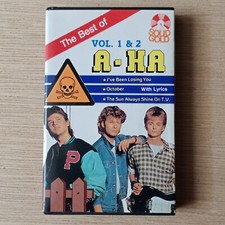 The Best of
VOL. 1 & 2
SOLID GOLD
A-HA
I've Been Losing You
October With Lyrics
The Sun Always Shine On T.V.
P